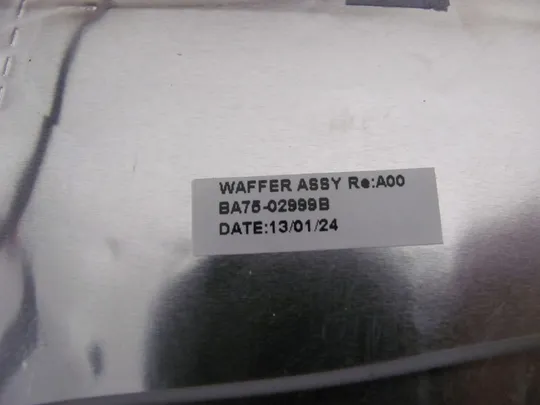 WAFFER ASSY Re:A00
BA75-02999B
DATE:13/01/24